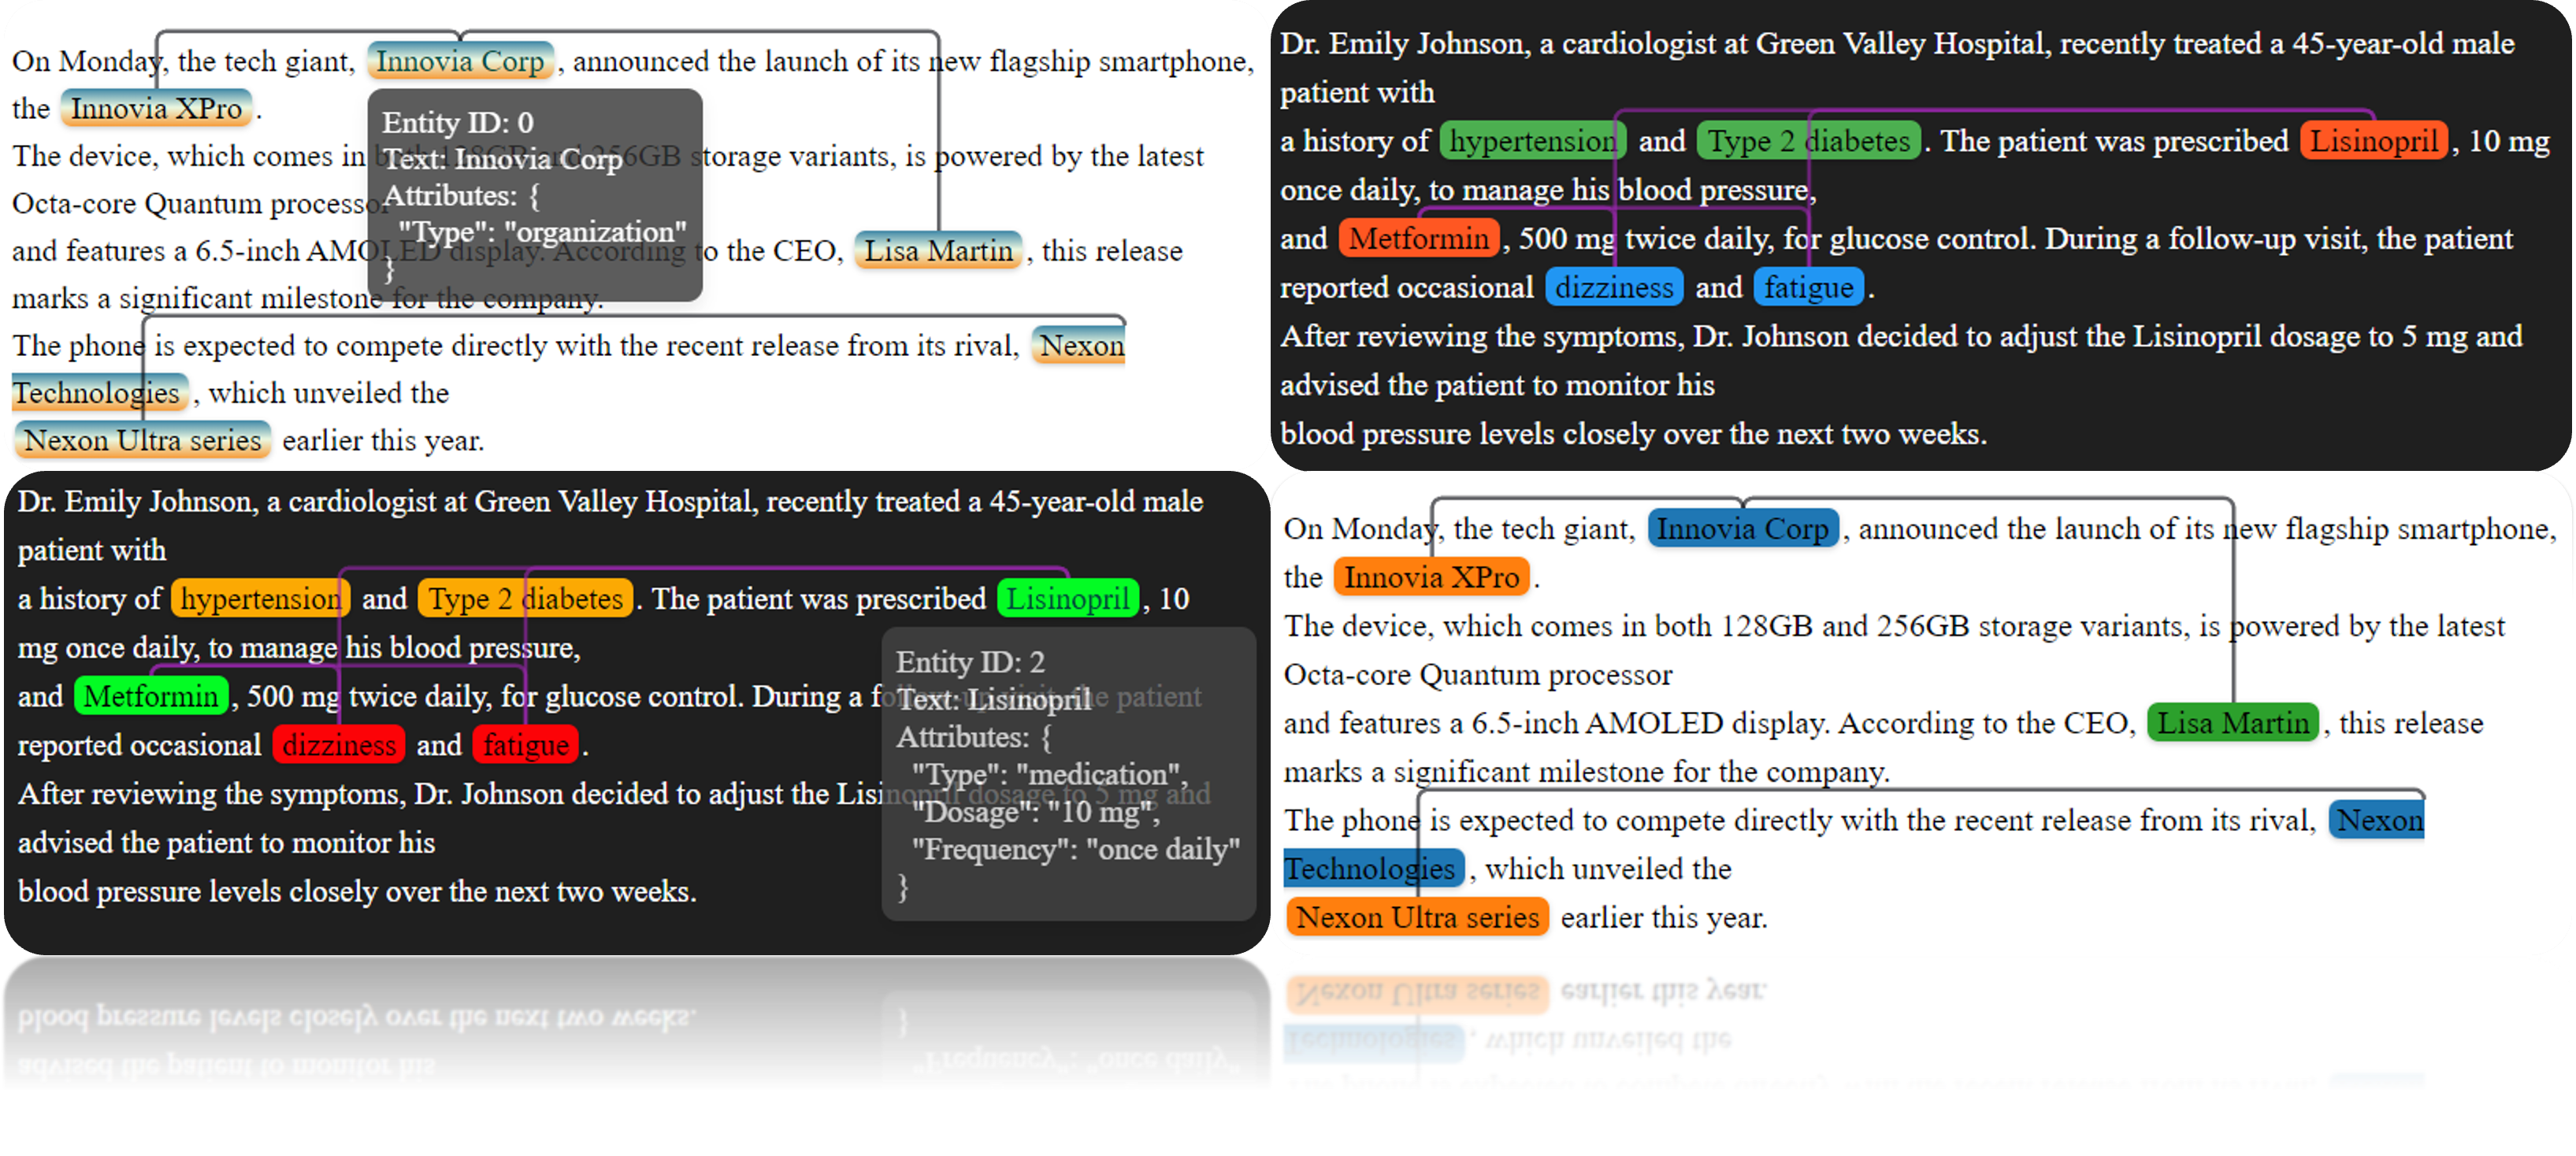 On Monday, the tech giant, Innovia Corp , announced the launch of its new flagship smartphone,
the Innovia XPro .
The device, which comes in both 128GB and 256GB storage variants, is powered by the latest
Octa-core Quantum processor
and features a 6.5-inch AMOLED display. According to the CEO, Lisa Martin , this release
marks a significant milestone for the company.
The phone is expected to compete directly with the recent release from its rival, Nexon
Technologies , which unveiled the
Nexon Ultra series earlier this year.
Entity ID: 0
Text: Innovia Corp
Attributes: {
"Type": "organization"
}
Dr. Emily Johnson, a cardiologist at Green Valley Hospital, recently treated a 45-year-old male
patient with
a history of hypertension and Type 2 diabetes . The patient was prescribed Lisinopril , 10 mg
once daily, to manage his blood pressure,
and Metformin , 500 mg twice daily, for glucose control. During a follow-up visit, the patient
reported occasional dizziness and fatigue .
After reviewing the symptoms, Dr. Johnson decided to adjust the Lisinopril dosage to 5 mg and
advised the patient to monitor his
blood pressure levels closely over the next two weeks.
Dr. Emily Johnson, a cardiologist at Green Valley Hospital, recently treated a 45-year-old male
patient with
a history of hypertension and Type 2 diabetes . The patient was prescribed Lisinopril , 10
mg once daily, to manage his blood pressure,
and Metformin , 500 mg twice daily, for glucose control. During a follow-up visit, the patient
reported occasional dizziness and fatigue .
After reviewing the symptoms, Dr. Johnson decided to adjust the Lisinopril dosage to 5 mg and
advised the patient to monitor his
blood pressure levels closely over the next two weeks.
Entity ID: 2
Text: Lisinopril
Attributes: {
"Type": "medication",
"Dosage": "10 mg",
"Frequency": "once daily"
}
On Monday, the tech giant, Innovia Corp , announced the launch of its new flagship smartphone,
the Innovia XPro .
The device, which comes in both 128GB and 256GB storage variants, is powered by the latest
Octa-core Quantum processor
and features a 6.5-inch AMOLED display. According to the CEO, Lisa Martin , this release
marks a significant milestone for the company.
The phone is expected to compete directly with the recent release from its rival, Nexon
Technologies , which unveiled the
Nexon Ultra series earlier this year.